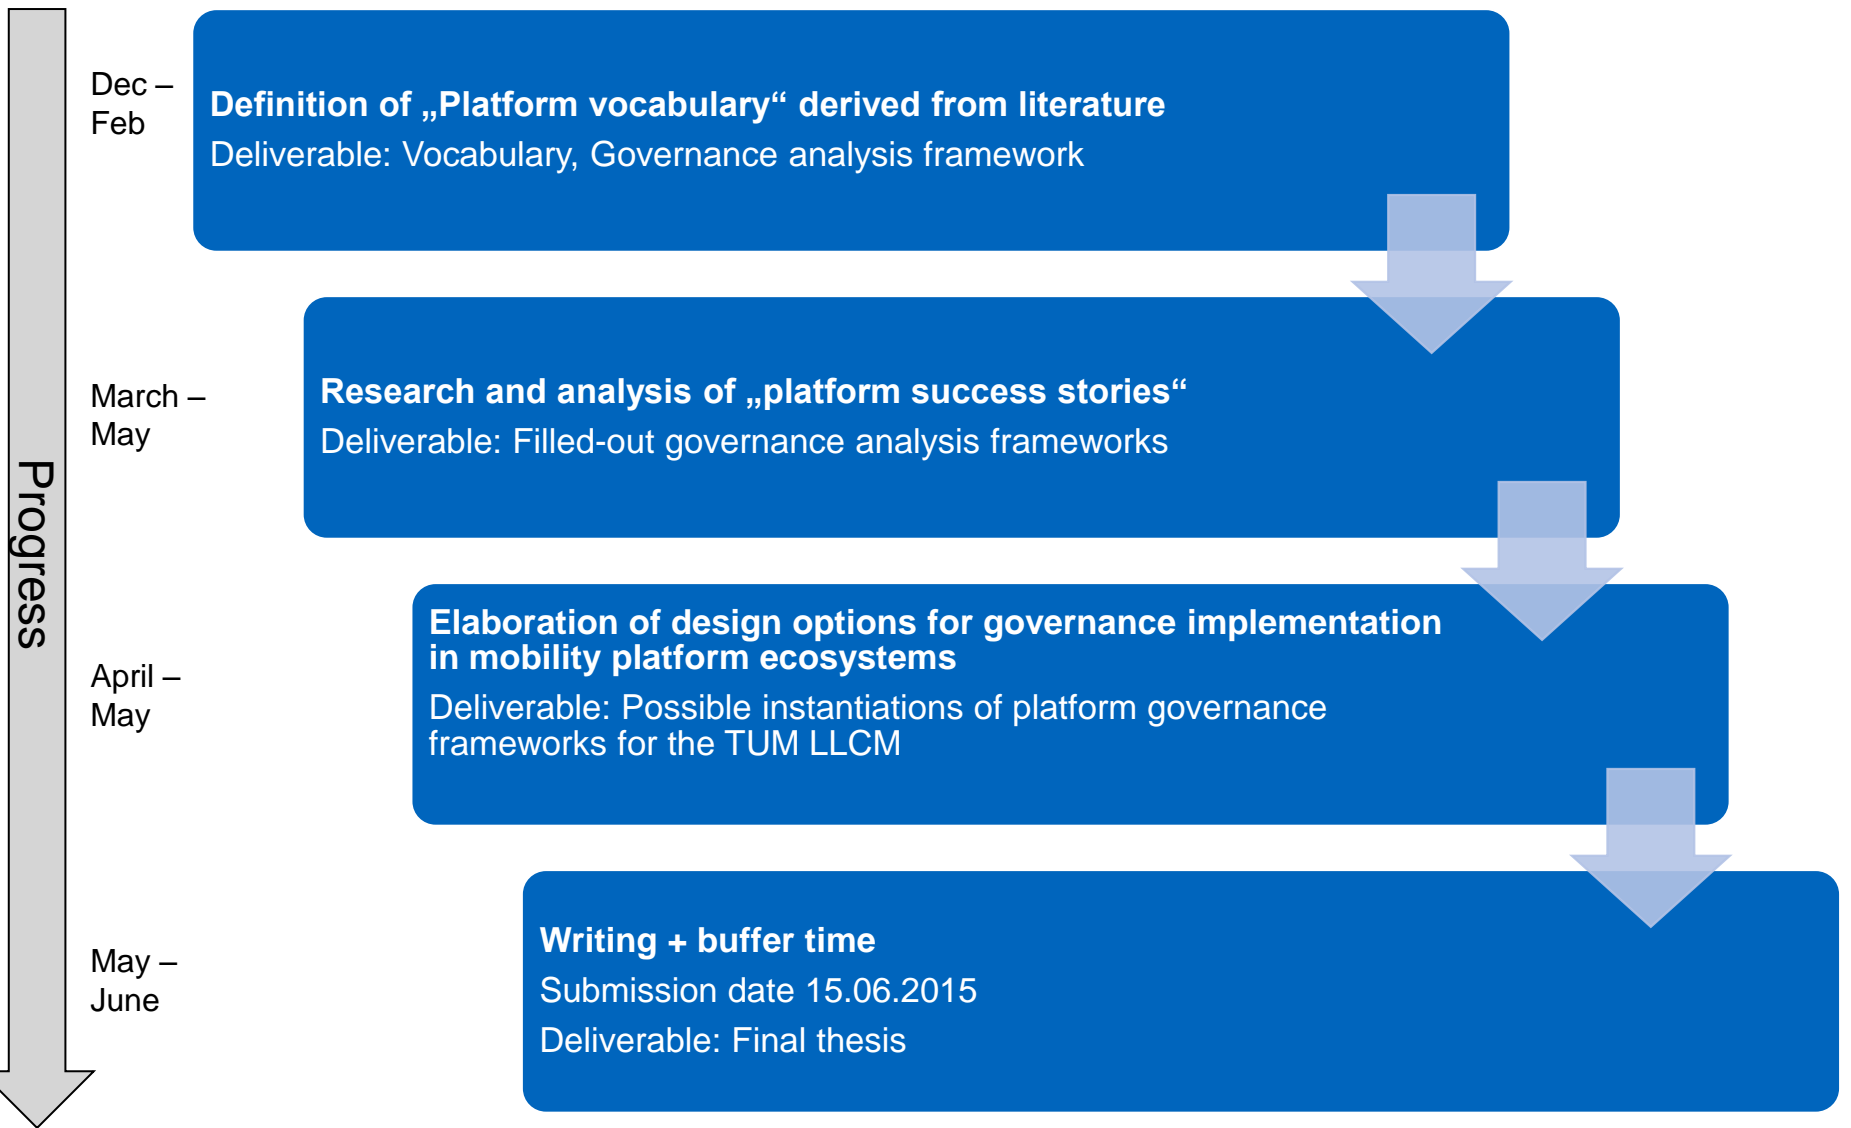 Progress
Dec –
Feb
Definition of „Platform vocabulary“ derived from literature
Deliverable: Vocabulary, Governance analysis framework
March –
May
Research and analysis of „platform success stories“
Deliverable: Filled-out governance analysis frameworks
April –
May
Elaboration of design options for governance implementation
in mobility platform ecosystems
Deliverable: Possible instantiations of platform governance
frameworks for the TUM LLCM
May –
June
Writing + buffer time
Submission date 15.06.2015
Deliverable: Final thesis